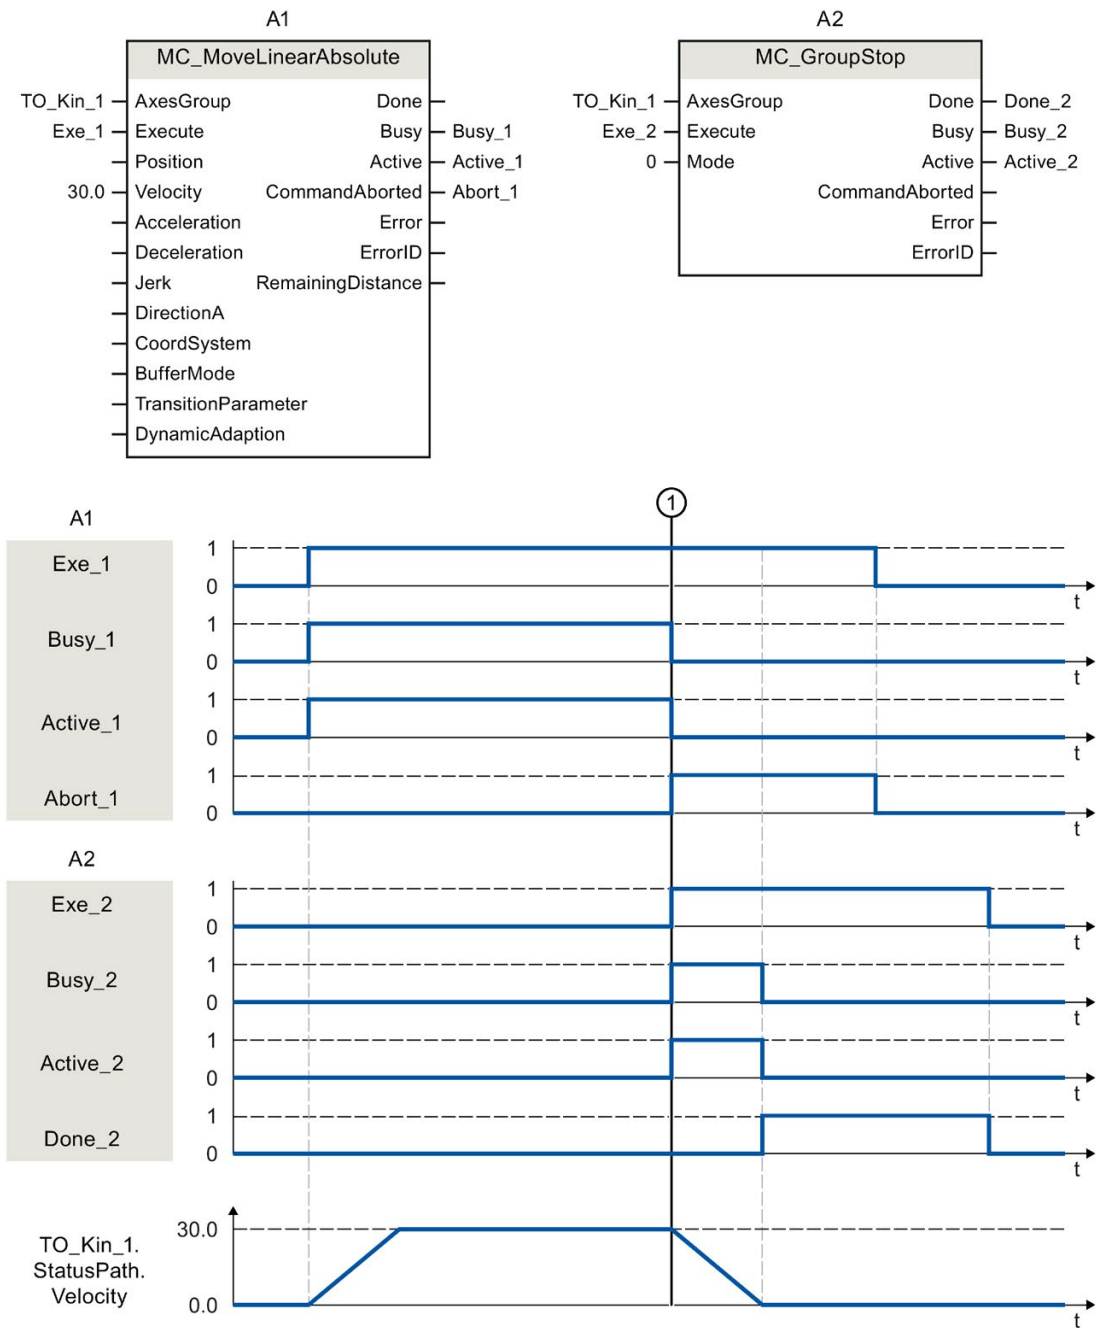 A1
A2
MC_MoveLinearAbsolute
MC_GroupStop
TO_Kin_1 AxesGroup Done
Exe_1 Execute Busy Busy_1
Position Active Active_1
30.0 Velocity CommandAborted Abort_1
Acceleration Error
Deceleration ErrorID
Jerk RemainingDistance
DirectionA
CoordSystem
BufferMode
TransitionParameter
DynamicAdaption
TO_Kin_1 AxesGroup Done Done_2
Exe_2 Execute Busy Busy_2
0 Mode Active Active_2
CommandAborted
Error
ErrorID
1
A1
Exe_1
1
0
t
Busy_1
1
0
t
Active_1
1
0
t
Abort_1
1
0
t
A2
Exe_2
1
0
t
Busy_2
1
0
t
Active_2
1
0
t
Done_2
1
0
t
TO_Kin_1.
StatusPath.
Velocity
30.0
0.0
t